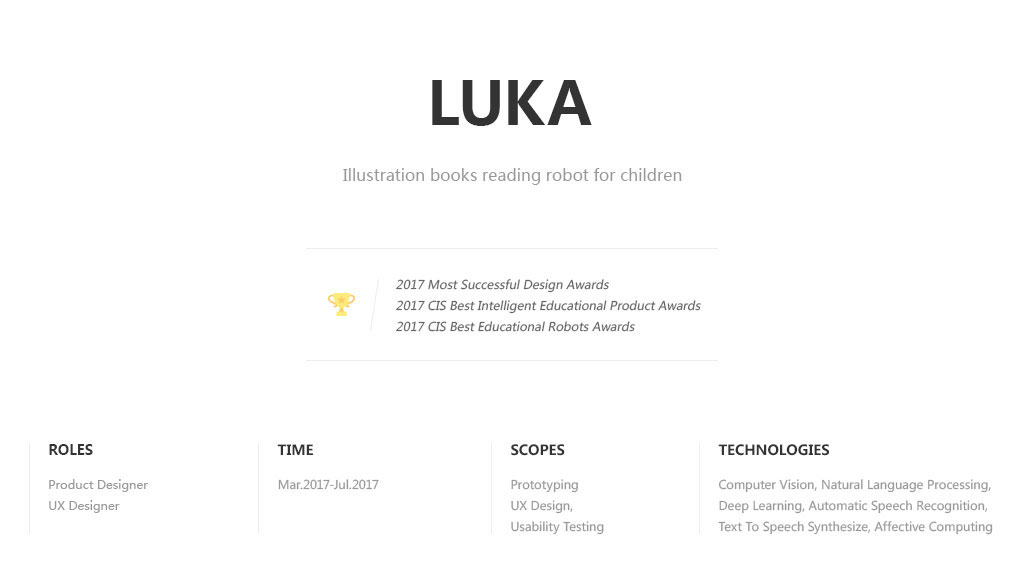 LUKA
Illustration books reading robot for children
2017 Most Successful Design Awards
2017 CIS Best Intelligent Educational Product Awards
2017 CIS Best Educational Robots Awards
ROLES
Product Designer
UX Designer
TIME
Mar.2017-Jul.2017
SCOPES
Prototyping
UX Design,
Usability Testing
TECHNOLOGIES
Computer Vision, Natural Language Processing,
Deep Learning, Automatic Speech Recognition,
Text To Speech Synthesize, Affective Computing